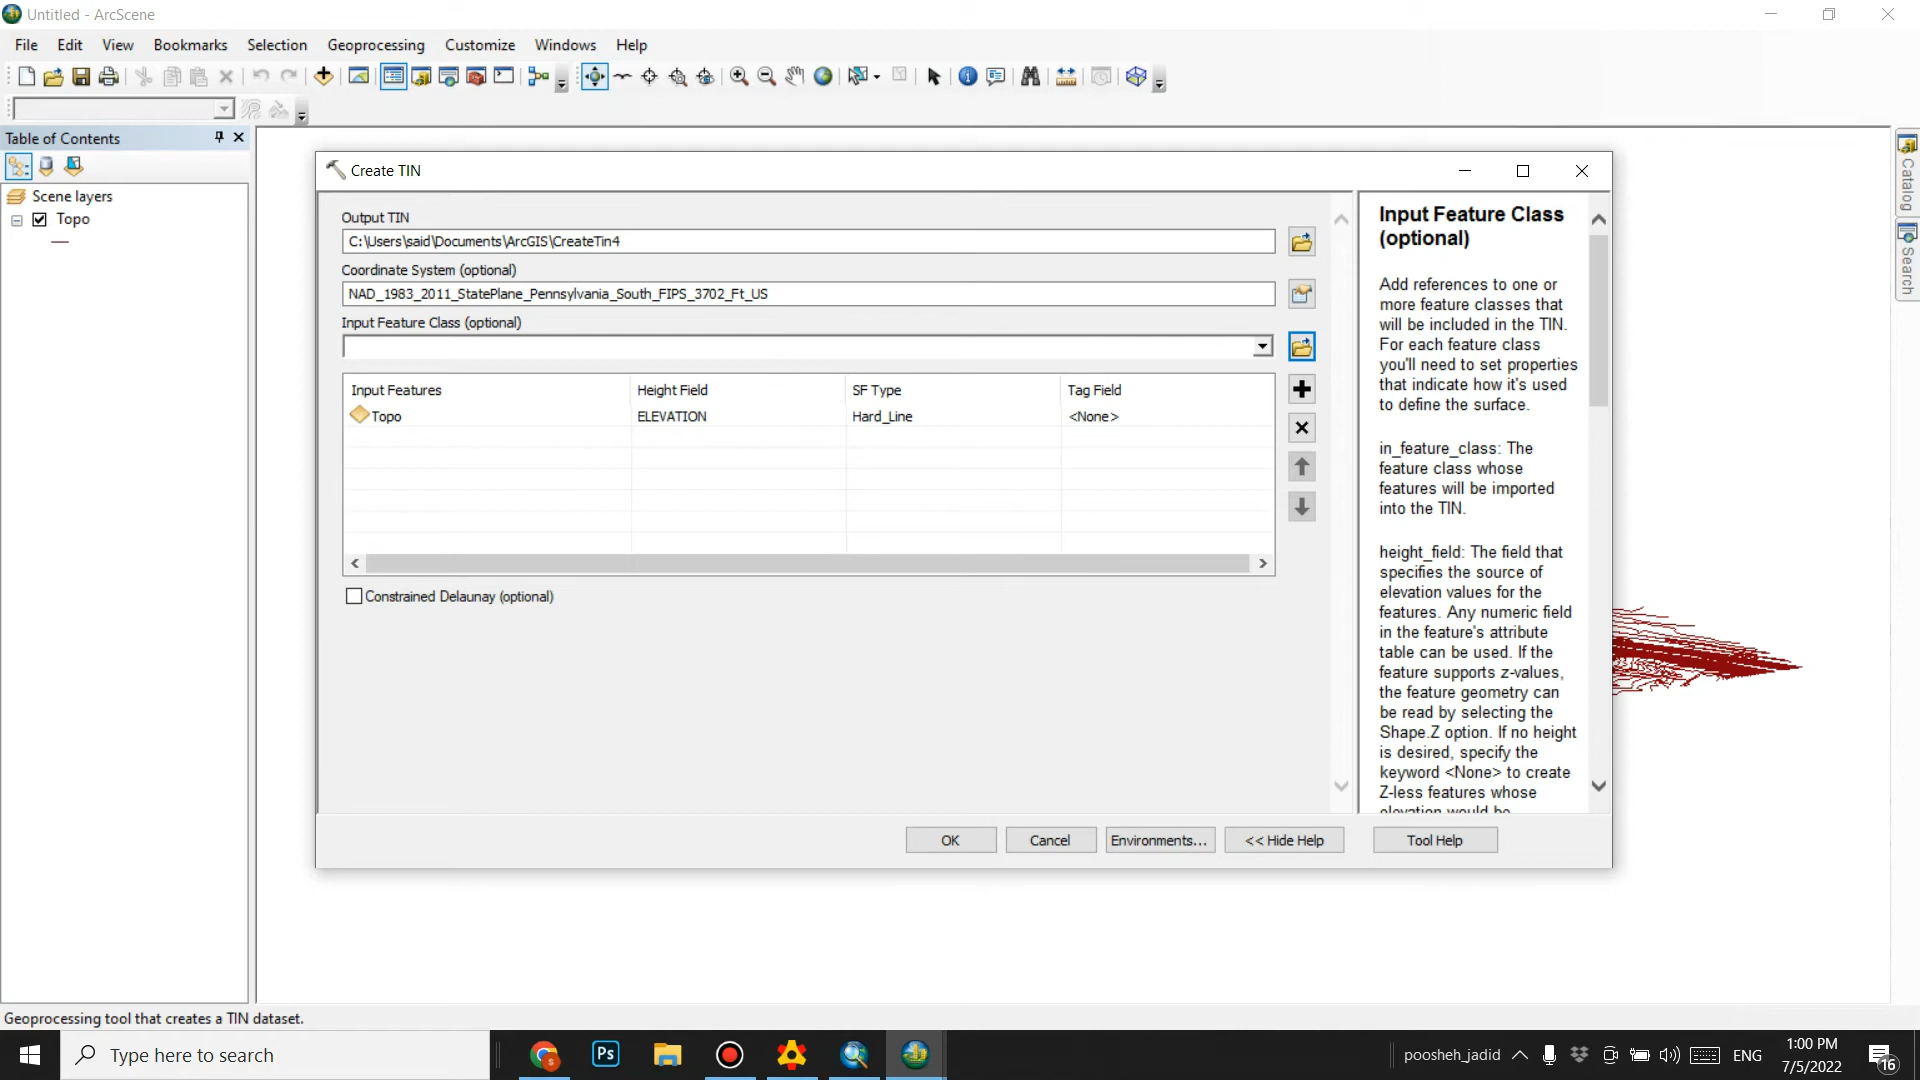 Untitled - ArcScene
File Edit View Bookmarks Selection Geoprocessing Customize Windows Help
Table of Contents
Scene layers
Topo
Create TIN
Output TIN
C:\Users\said\Documents\ArcGIS\CreateTin4
Coordinate System (optional)
NAD_1983_2011_StatePlane_Pennsylvania_South_FIPS_3702_Ft_US
Input Feature Class (optional)
Input Features Height Field SF Type Tag Field
Topo ELEVATION Hard_Line <None>
Constrained Delaunay (optional)
Input Feature Class
(optional)
Add references to one or
more feature classes that
will be included in the TIN.
For each feature class
you'll need to set properties
that indicate how it's used
to define the surface.
in_feature_class: The
feature class whose
features will be imported
into the TIN.
height_field: The field that
specifies the source of
elevation values for the
features. Any numeric field
in the feature's attribute
table can be used. If the
feature supports z-values,
the feature geometry can
be read by selecting the
Shape.Z option. If no height
is desired, specify the
keyword <None> to create
Z-less features whose
elevation would be
OK Cancel Environments... << Hide Help Tool Help
Catalog
Search
Geoprocessing tool that creates a TIN dataset.
Type here to search
Ps
poosheh_jadid
ENG
1:00 PM
7/5/2022
16